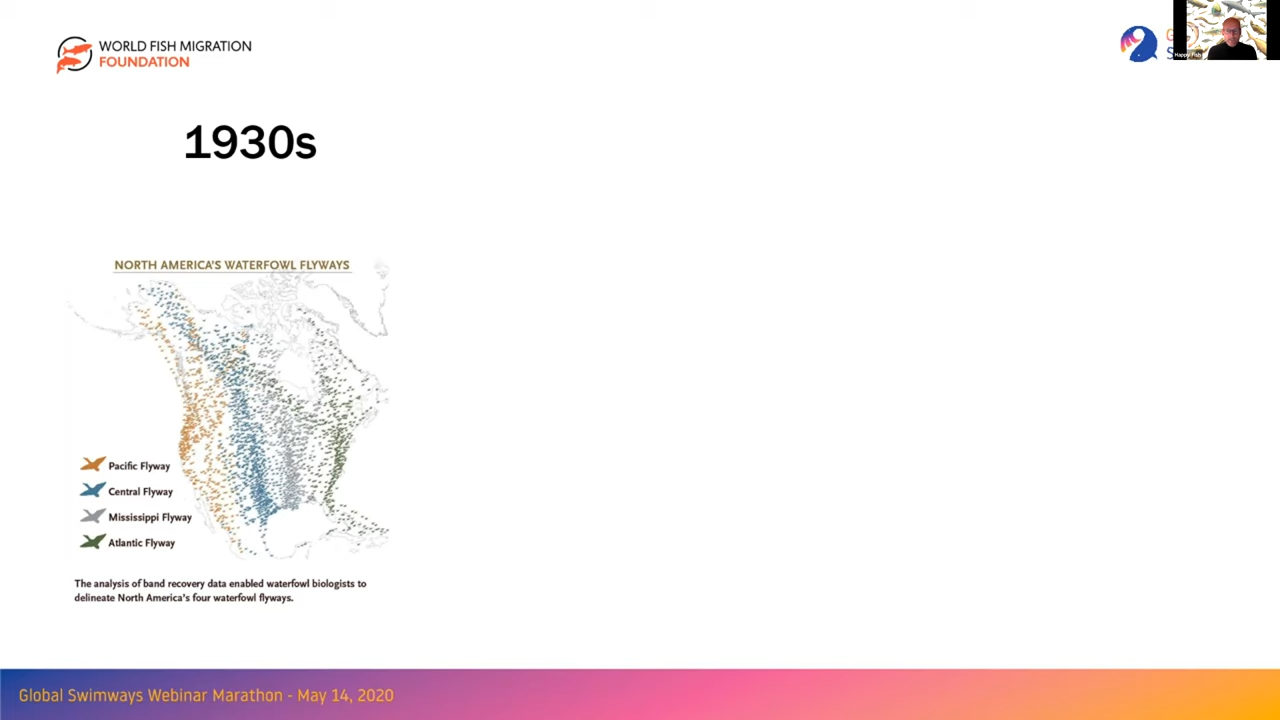 WORLD FISH MIGRATION
FOUNDATION
1930s
NORTH AMERICA'S WATERFOWL FLYWAYS
Pacific Flyway
Central Flyway
Mississippi Flyway
Atlantic Flyway
The analysis of band recovery data enabled waterfowl biologists to
delineate North America's four waterfowl flyways.
Global Swimways Webinar Marathon - May 14, 2020